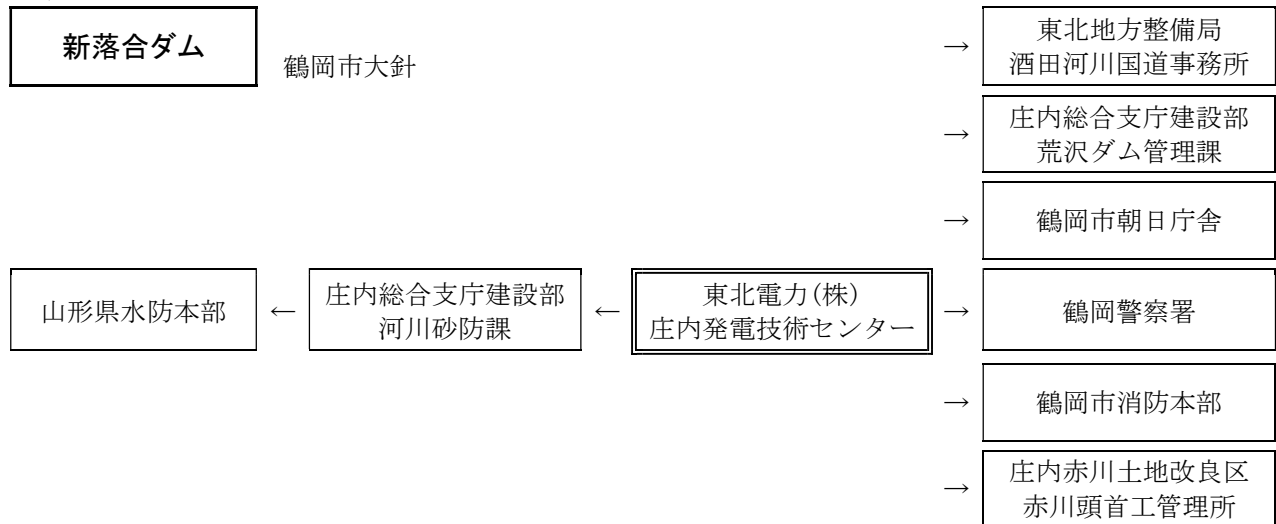 新落合ダム
鶴岡市大針
→
東北地方整備局
酒田河川国道事務所
→
庄内総合支庁建設部
荒沢ダム管理課
→
鶴岡市朝日庁舎
山形県水防本部
←
庄内総合支庁建設部
河川砂防課
←
東北電力(株)
庄内発電技術センター
→
鶴岡警察署
→
鶴岡市消防本部
→
庄内赤川土地改良区
赤川頭首工管理所